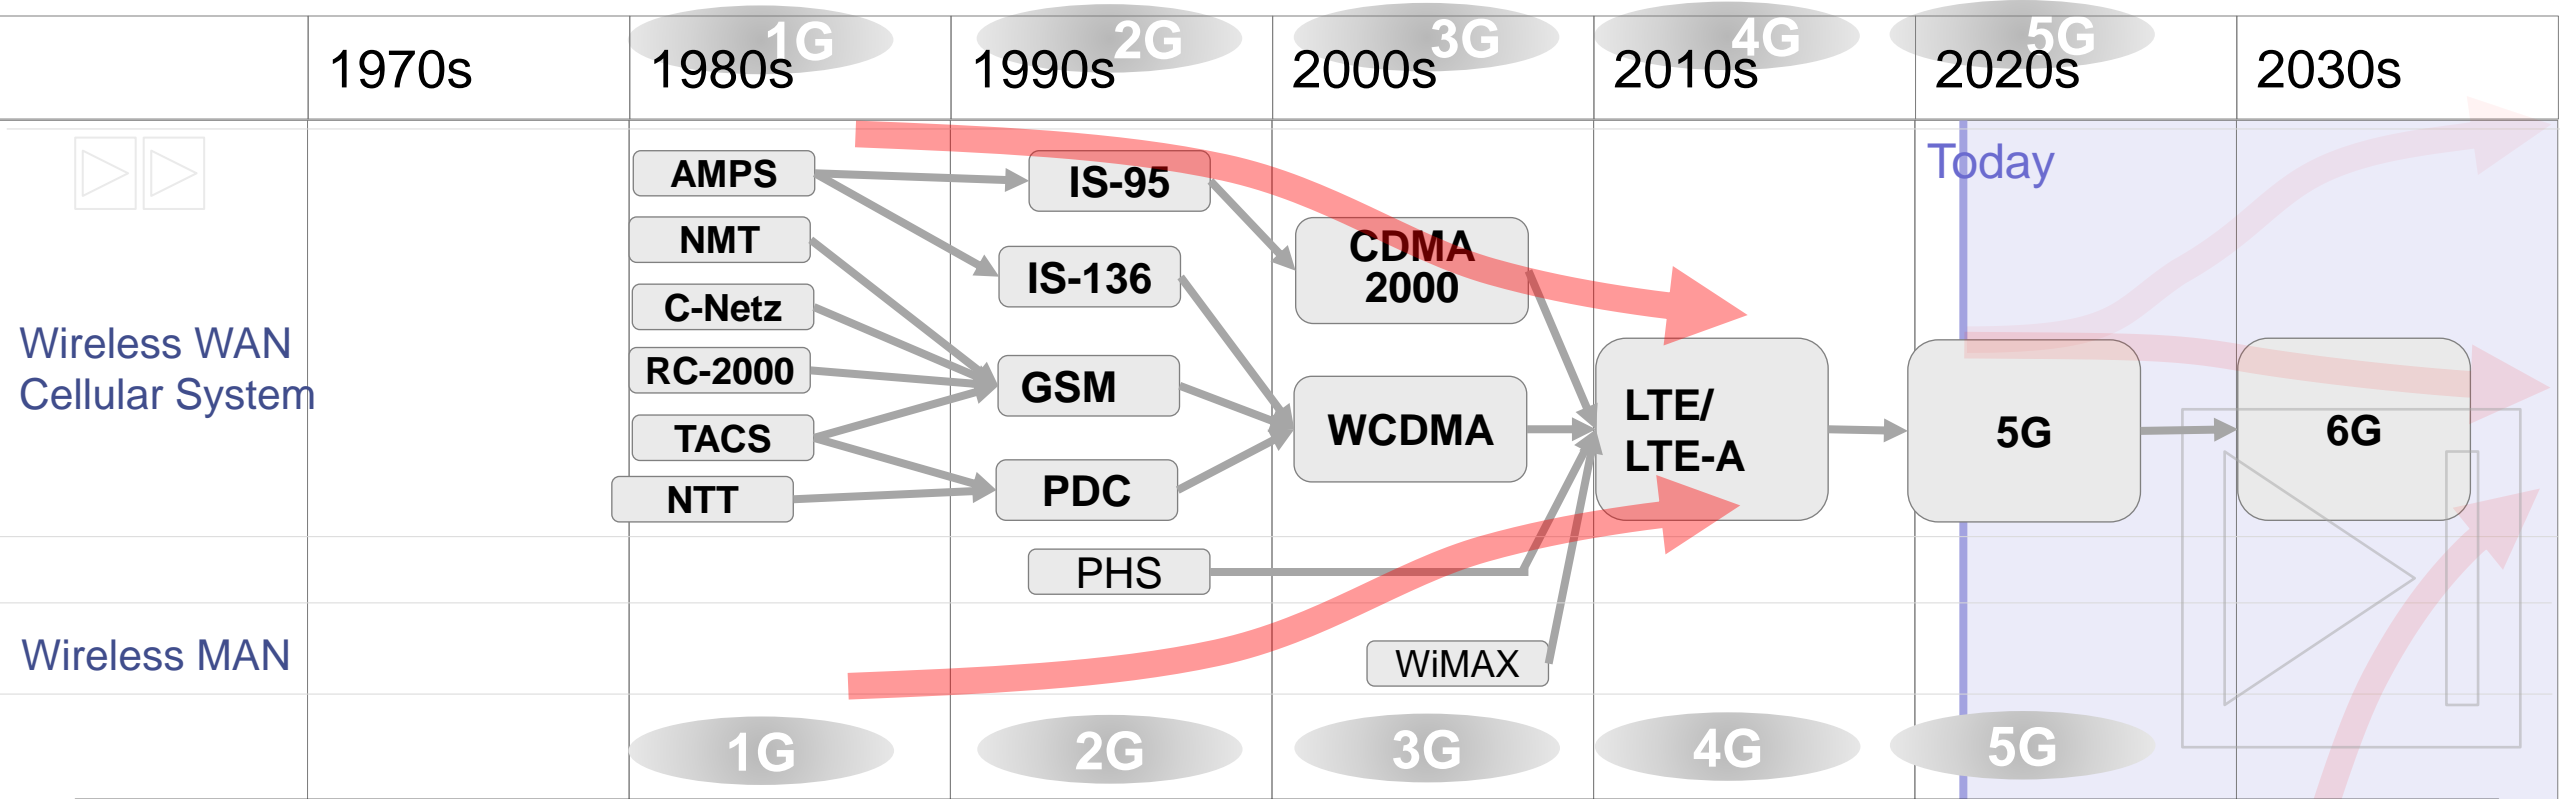 1G
2G
3G
4G
5G
1970s
1980s
1990s
2000s
2010s
2020s
2030s
Today
AMPS
IS-95
NMT
CDMA
2000
IS-136
C-Netz
Wireless WAN
Cellular System
RC-2000
GSM
LTE/
LTE-A
WCDMA
5G
6G
TACS
PDC
NTT
PHS
Wireless MAN
WiMAX
1G
2G
3G
4G
5G